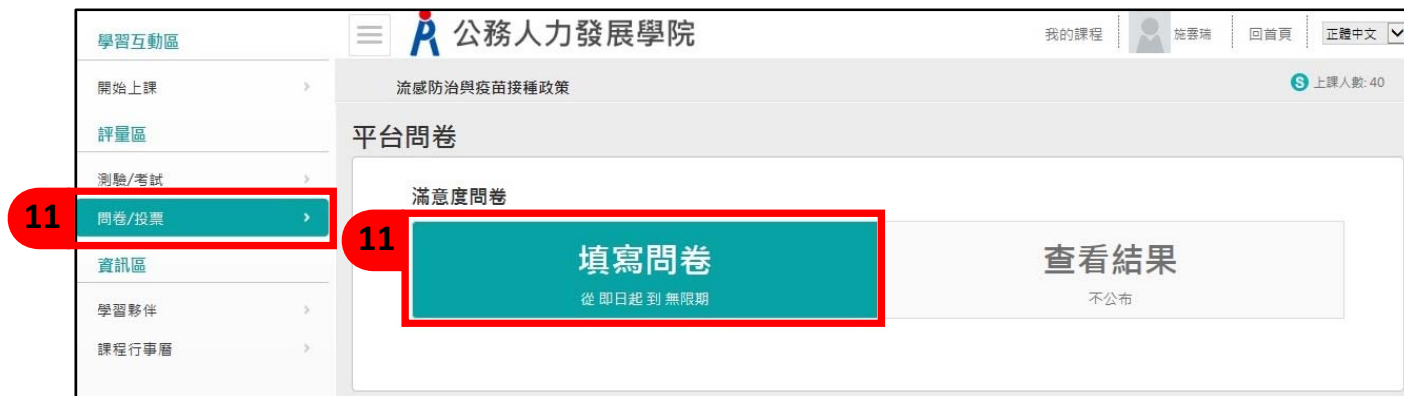 學習互動區
開始上課
評量區
測驗/考試
11
問卷/投票
資訊區
學習夥伴
課程行事曆
公務人力發展學院
我的課程
施雲瑞
回首頁
正體中文
流感防治與疫苗接種政策
S 上課人數: 40
平台問卷
滿意度問卷
11
填寫問卷
從 即日起 到 無限期
查看結果
不公布